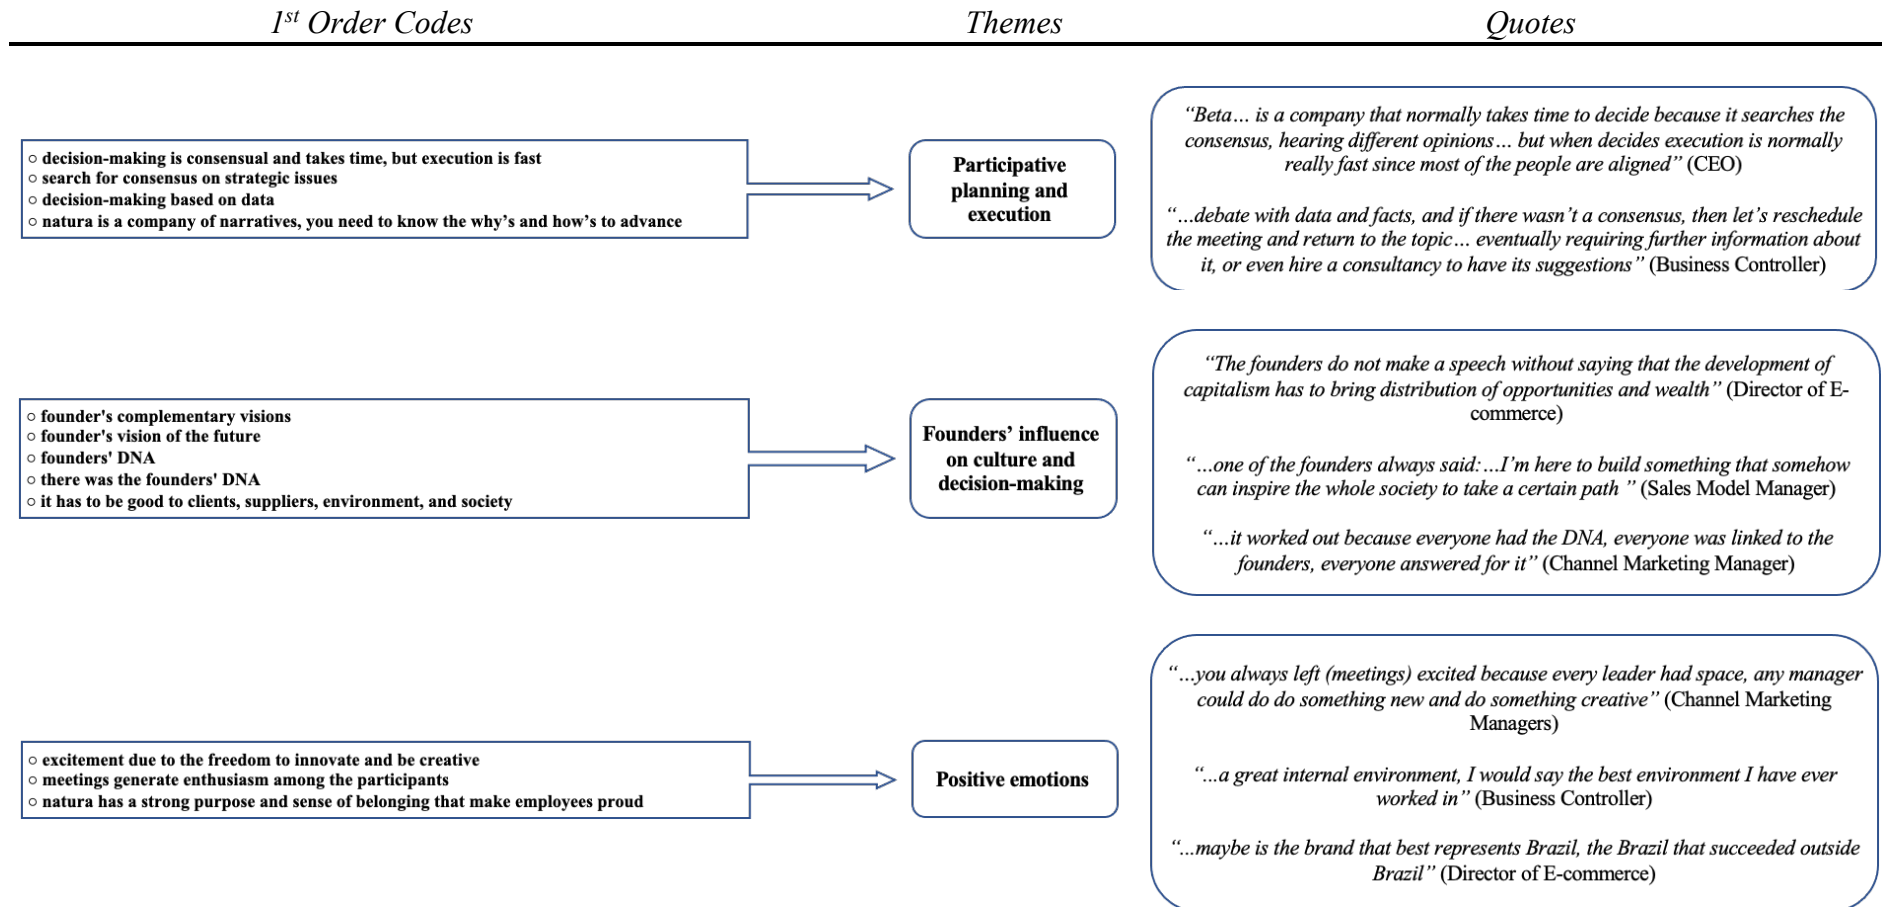 1st Order Codes
Themes
Quotes
○ decision-making is consensual and takes time, but execution is fast
○ search for consensus on strategic issues
○ decision-making based on data
○ natura is a company of narratives, you need to know the why’s and how’s to advance
Participative
planning and
execution
“Beta… is a company that normally takes time to decide because it searches the
consensus, hearing different opinions… but when decides execution is normally
really fast since most of the people are aligned” (CEO)
“…debate with data and facts, and if there wasn’t a consensus, then let’s reschedule
the meeting and return to the topic… eventually requiring further information about
it, or even hire a consultancy to have its suggestions” (Business Controller)
○ founder's complementary visions
○ founder's vision of the future
○ founders' DNA
○ there was the founders' DNA
○ it has to be good to clients, suppliers, environment, and society
Founders’ influence
on culture and
decision-making
“The founders do not make a speech without saying that the development of
capitalism has to bring distribution of opportunities and wealth” (Director of E-
commerce)
“…one of the founders always said:…I’m here to build something that somehow
can inspire the whole society to take a certain path ” (Sales Model Manager)
“…it worked out because everyone had the DNA, everyone was linked to the
founders, everyone answered for it” (Channel Marketing Manager)
○ excitement due to the freedom to innovate and be creative
○ meetings generate enthusiasm among the participants
○ natura has a strong purpose and sense of belonging that make employees proud
Positive emotions
“…you always left (meetings) excited because every leader had space, any manager
could do do something new and do something creative” (Channel Marketing
Managers)
“...a great internal environment, I would say the best environment I have ever
worked in” (Business Controller)
“...maybe is the brand that best represents Brazil, the Brazil that succeeded outside
Brazil” (Director of E-commerce)